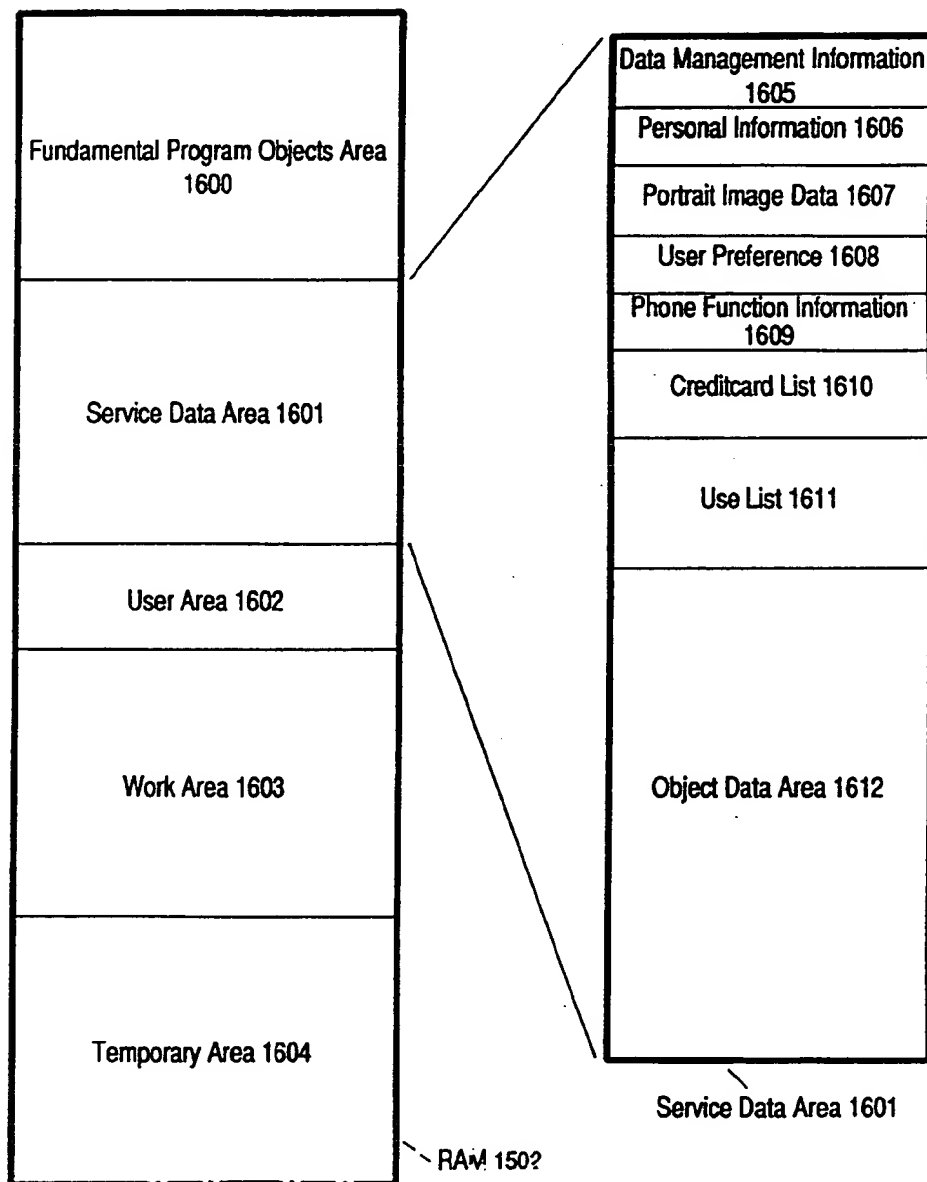 Fundamental Program Objects Area
1600
Service Data Area 1601
User Area 1602
Work Area 1603
Temporary Area 1604
RAM 150?
Data Management Information
1605
Personal Information 1606
Portrait Image Data 1607
User Preference 1608
Phone Function Information
1609
Creditcard List 1610
Use List 1611
Object Data Area 1612
Service Data Area 1601